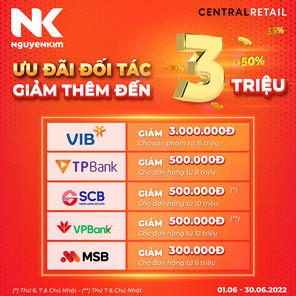 NK
NGUYENKIM
CENTRAL RETAIL
35%
50%
ƯU ĐÃI ĐỐI TÁC
GIẢM THÊM ĐẾN
3
TRIỆU
VIB
GIẢM 3.000.000Đ
Cho sản phẩm từ 15 triệu
TPBank
GIẢM 500.000Đ
Cho đơn hàng từ 8 triệu
SCB
GIẢM 500.000Đ (*)
Cho đơn hàng từ 10 triệu
VPBank
GIẢM 500.000Đ (**)
Cho đơn hàng từ 12 triệu
MSB
GIẢM 300.000Đ
Cho đơn hàng từ 6 triệu
(*) Thứ 6, 7 & Chủ Nhật - (**) Thứ 7 & Chủ Nhật
01.06 - 30.06.2022